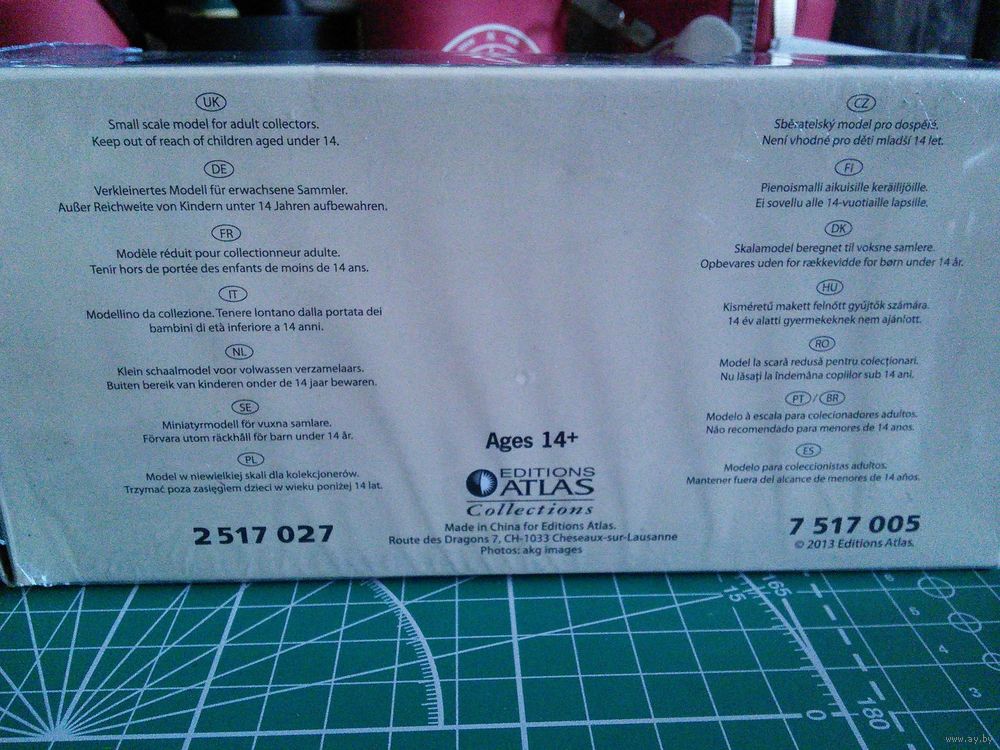 UK
Small scale model for adult collectors.
Keep out of reach of children aged under 14.
DE
Verkleinertes Modell für erwachsene Sammler.
Außer Reichweite von Kindern unter 14 Jahren aufbewahren.
FR
Modèle réduit pour collectionneur adulte.
Tenir hors de portée des enfants de moins de 14 ans.
IT
Modellino da collezione. Tenere lontano dalla portata dei
bambini di età inferiore a 14 anni.
NL
Klein schaalmodel voor volwassen verzamelaars.
Buiten bereik van kinderen onder de 14 jaar bewaren.
SE
Miniatyrmodell för vuxna samlare.
Förvara utom räckhåll för barn under 14 år.
PL
Model w niewielkiej skali dla kolekcjonerów.
Trzymać poza zasięgiem dzieci w wieku poniżej 14 lat.
2 517 027
Ages 14+
EDITIONS
ATLAS
Collections
Made in China for Editions Atlas.
Route des Dragons 7, CH-1033 Cheseaux-sur-Lausanne
Photos: akg images
CZ
Sběratelský model pro dospělé.
Není vhodné pro děti mladší 14 let.
FI
Pienoismalli aikuisille keräilijöille.
Ei sovellu alle 14-vuotiaille lapsille.
DK
Skalamodel beregnet til voksne samlere.
Opbevares uden for rækkevidde for børn under 14 år.
HU
Kisméretű makett felnőtt gyűjtők számára.
14 év alatti gyermekeknek nem ajánlott.
RO
Model la scară redusă pentru colecționari.
Nu lăsați la îndemâna copiilor sub 14 ani.
PT / BR
Modelo à escala para colecionadores adultos.
Não recomendado para menores de 14 anos.
ES
Modelo para coleccionistas adultos.
Mantener fuera del alcance de menores de 14 años.
7 517 005
© 2013 Editions Atlas.
15
165
0
180
6
5
4
3
www.ay.by